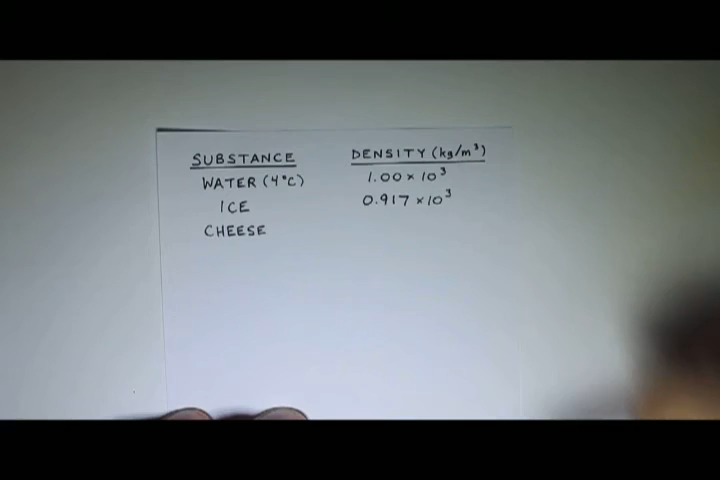 SUBSTANCE DENSITY (kg/m³)
WATER (4°C) 1.00 × 10³
ICE 0.917 × 10³
CHEESE